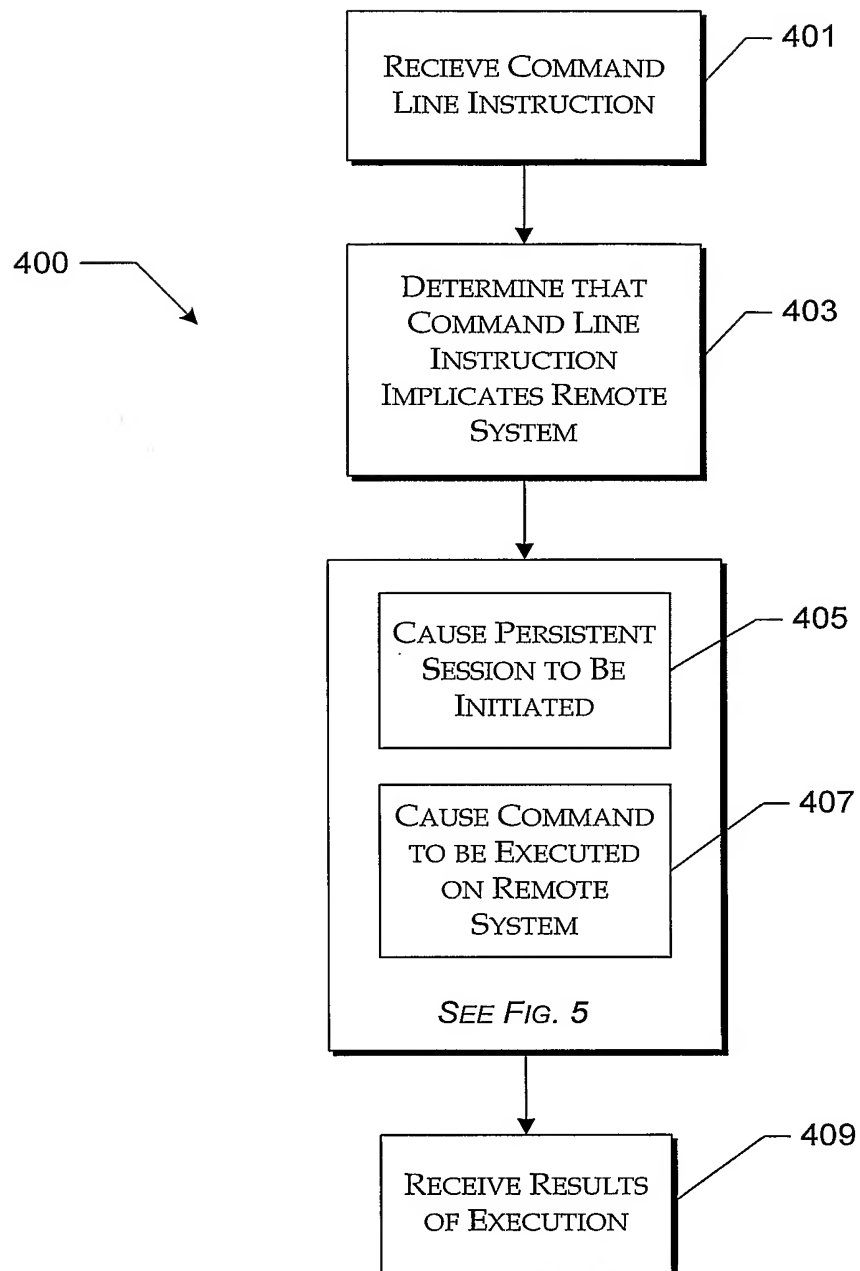 RECIEVE COMMAND
LINE INSTRUCTION
401
400
DETERMINE THAT
COMMAND LINE
INSTRUCTION
IMPLICATES REMOTE
SYSTEM
403
CAUSE PERSISTENT
SESSION TO BE
INITIATED
405
CAUSE COMMAND
TO BE EXECUTED
ON REMOTE
SYSTEM
407
SEE FIG. 5
RECEIVE RESULTS
OF EXECUTION
409